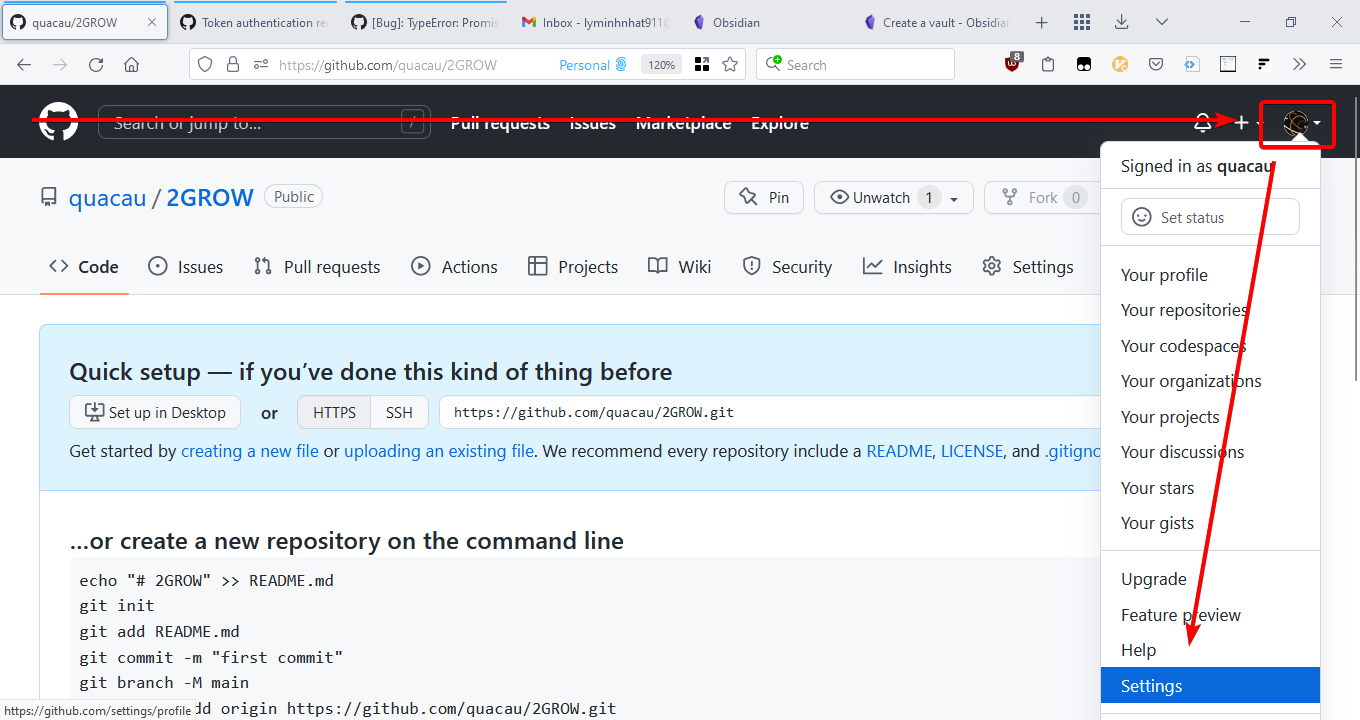 quacau/2GROW
Token authentication rec
[Bug]: TypeError: Promis
Inbox - lyminhnhat911@
Obsidian
Create a vault - Obsidian
https://github.com/quacau/2GROW
Personal
120%
Search
8
Search or jump to...
/
Pull requests
Issues
Marketplace
Explore
Signed in as quacau
Set status
Your profile
Your repositories
Your codespaces
Your organizations
Your projects
Your discussions
Your stars
Your gists
Upgrade
Feature preview
Help
Settings
quacau / 2GROW
Public
Pin
Unwatch 1
Fork 0
Code
Issues
Pull requests
Actions
Projects
Wiki
Security
Insights
Settings
Quick setup — if you’ve done this kind of thing before
Set up in Desktop
or
HTTPS
SSH
https://github.com/quacau/2GROW.git
Get started by creating a new file or uploading an existing file. We recommend every repository include a README, LICENSE, and .gitigno
…or create a new repository on the command line
echo "# 2GROW" >> README.md
git init
git add README.md
git commit -m "first commit"
git branch -M main
dd origin https://github.com/quacau/2GROW.git
https://github.com/settings/profile